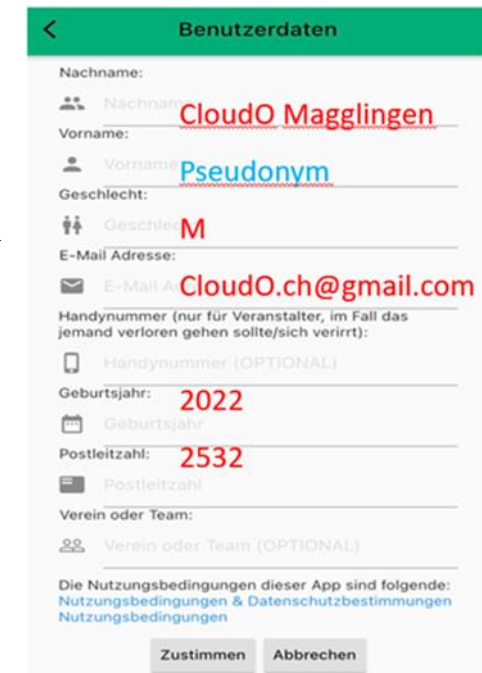 Benutzerdaten
Nachname:
Nachname
CloudO Magglingen
Vorname:
Vorname
Pseudonym
Geschlecht:
Geschlecht
M
E-Mail Adresse:
E-Mail A
CloudO.ch@gmail.com
Handynummer (nur für Veranstalter, im Fall das
jemand verloren gehen sollte/sich verirrt):
Handynummer (OPTIONAL)
Geburtsjahr:
2022
Geburtsjahr
Postleitzahl:
2532
Postleitzahl
Verein oder Team:
Verein oder Team (OPTIONAL)
Die Nutzungsbedingungen dieser App sind folgende:
Nutzungsbedingungen & Datenschutzbestimmungen
Nutzungsbedingungen
Zustimmen Abbrechen